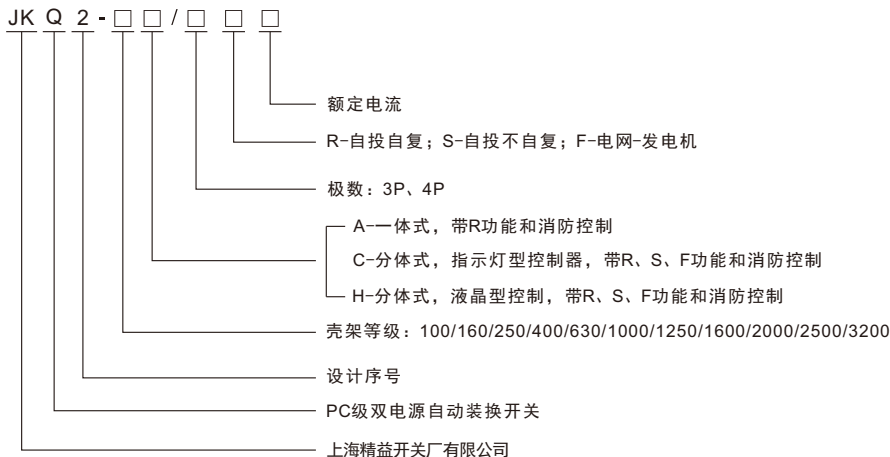 JK Q 2 - □ □ / □ □ □
额定电流
R-自投自复；S-自投不自复；F-电网-发电机
极数：3P、4P
A-一体式，带R功能和消防控制
C-分体式，指示灯型控制器，带R、S、F功能和消防控制
H-分体式，液晶型控制，带R、S、F功能和消防控制
壳架等级：100/160/250/400/630/1000/1250/1600/2000/2500/3200
设计序号
PC级双电源自动装换开关
上海精益开关厂有限公司